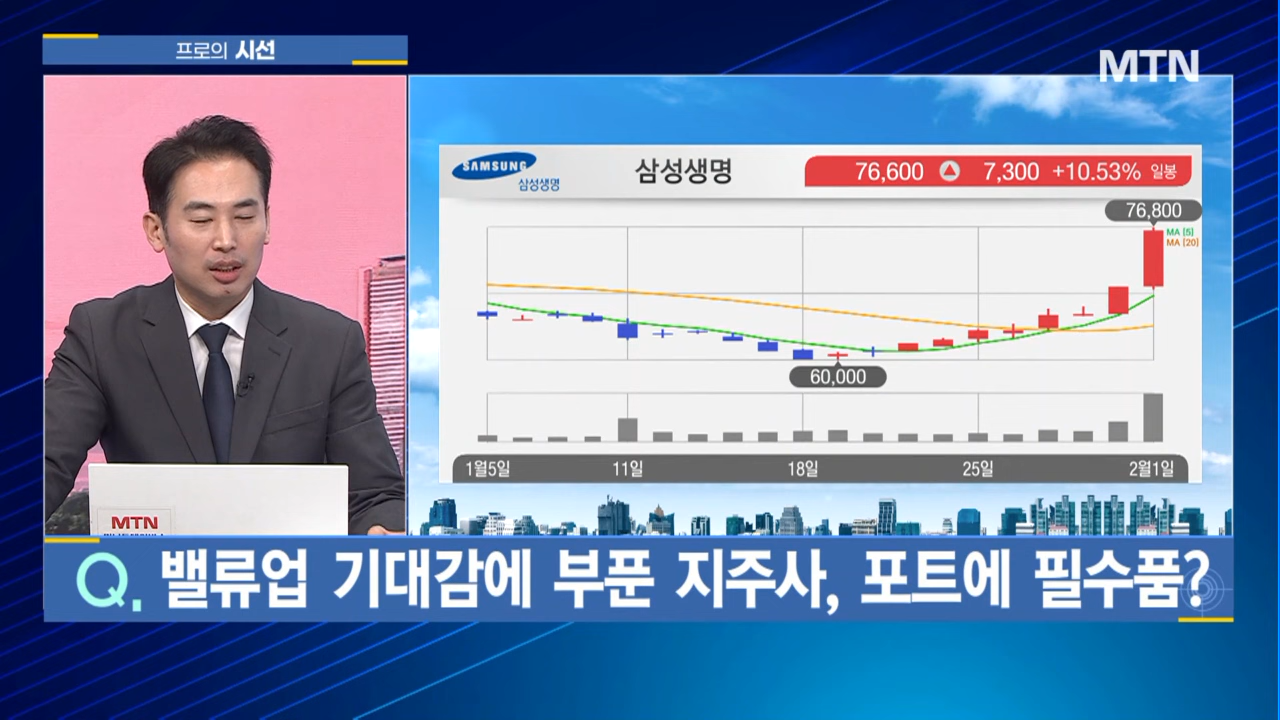 프로의 시선
MTN
SAMSUNG
삼성생명
삼성생명
76,600 ▲ 7,300 +10.53% 일봉
76,800
MA [5]
MA [20]
60,000
1월5일 11일 18일 25일 2월1일
MTN
Q. 밸류업 기대감에 부푼 지주사, 포트에 필수품?